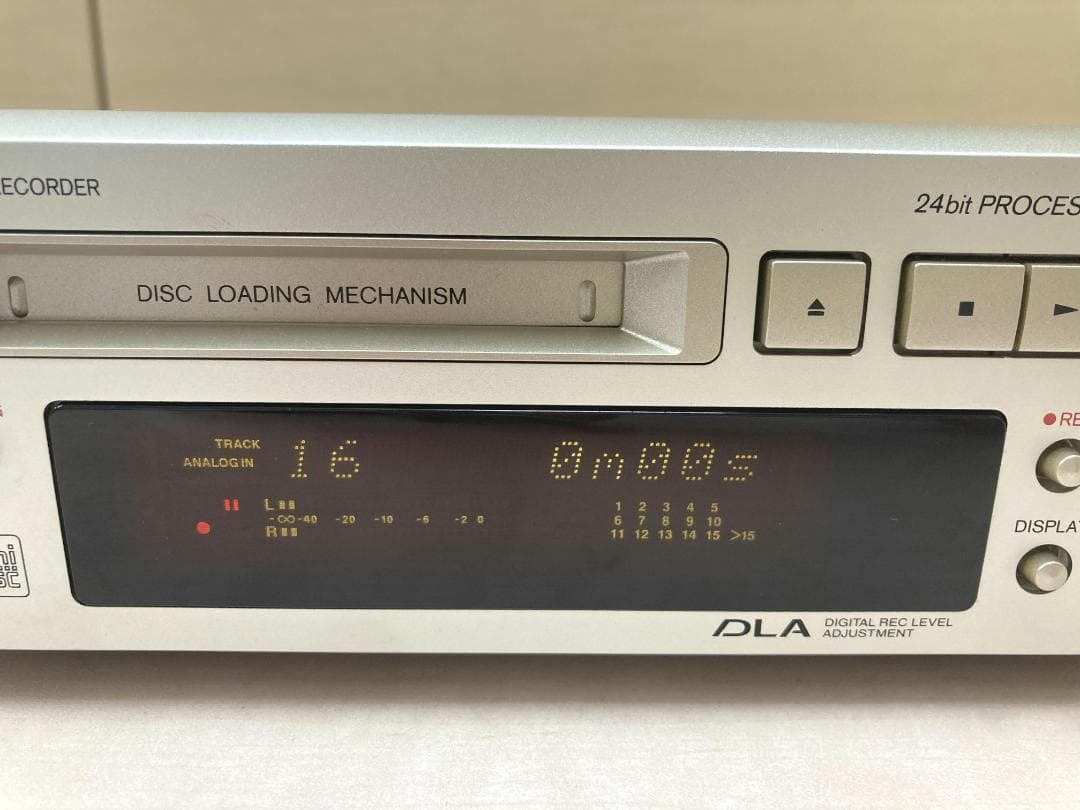 ECORDER
24bit PROCES
DISC LOADING MECHANISM
TRACK
ANALOG IN
16
0m00s
L
-∞ -40 -20 -10 -6 -2 0
R
1 2 3 4 5
6 7 8 9 10
11 12 13 14 15 >15
RE
DISPLA
DLA DIGITAL REC LEVEL
ADJUSTMENT